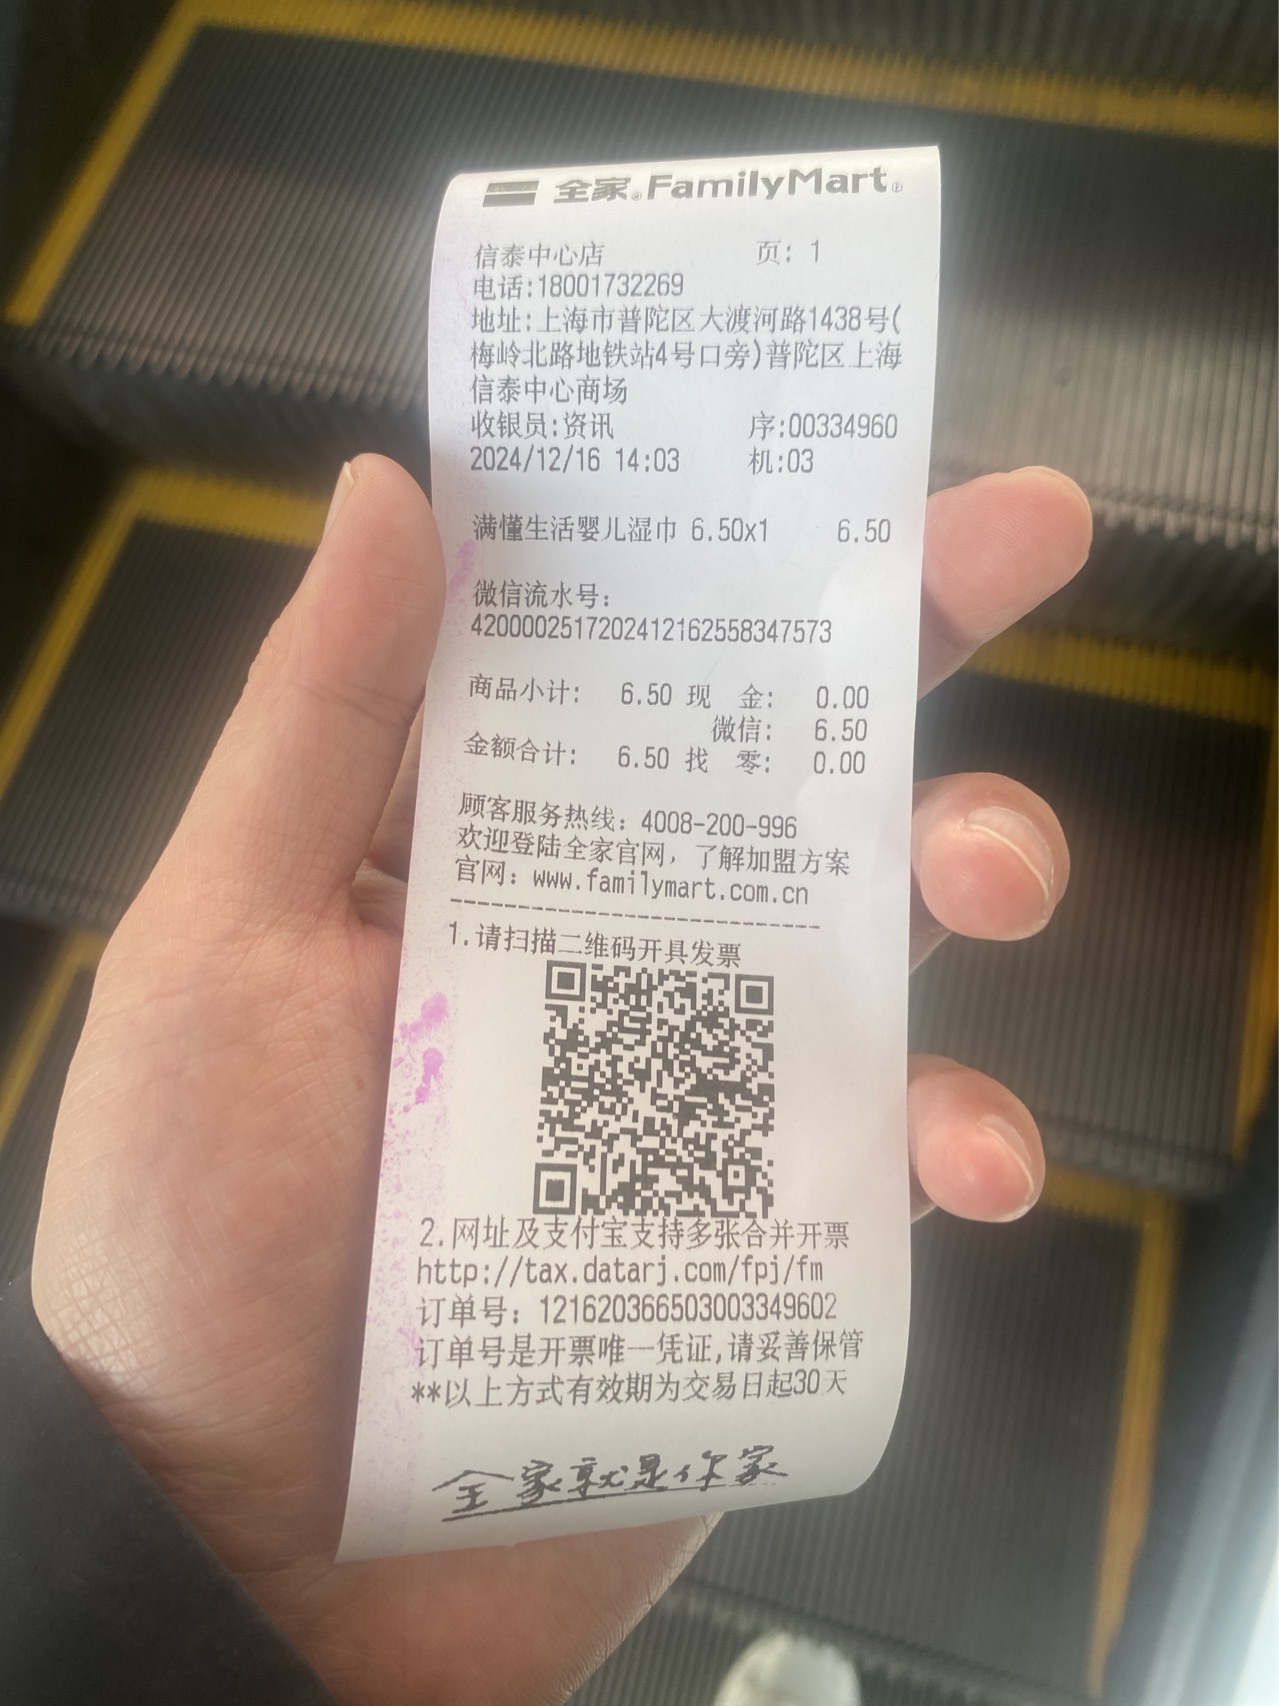 全家®FamilyMart®
信泰中心店 页: 1
电话:18001732269
地址:上海市普陀区大渡河路1438号(
梅岭北路地铁站4号口旁)普陀区上海
信泰中心商场
收银员:资讯 序:00334960
2024/12/16 14:03 机:03
满懂生活婴儿湿巾 6.50x1 6.50
微信流水号:
4200002517202412162558347573
商品小计: 6.50 现 金: 0.00
微信: 6.50
金额合计: 6.50 找 零: 0.00
顾客服务热线: 4008-200-996
欢迎登陆全家官网, 了解加盟方案
官网: www.familymart.com.cn
--------------------------------
1.请扫描二维码开具发票
2.网址及支付宝支持多张合并开票
http://tax.datarj.com/fpj/fm
订单号: 121620366503003349602
订单号是开票唯一凭证,请妥善保管
**以上方式有效期为交易日起30天
全家就是你家